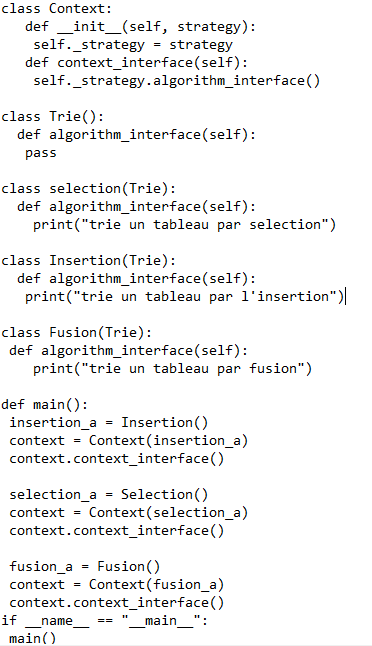 class Context:
   def __init__(self, strategy):
    self._strategy = strategy
   def context_interface(self):
    self._strategy.algorithm_interface()

class Trie():
  def algorithm_interface(self):
   pass

class selection(Trie):
  def algorithm_interface(self):
    print("trie un tableau par selection")

class Insertion(Trie):
  def algorithm_interface(self):
   print("trie un tableau par l'insertion")

class Fusion(Trie):
 def algorithm_interface(self):
    print("trie un tableau par fusion")

def main():
 insertion_a = Insertion()
 context = Context(insertion_a)
 context.context_interface()

 selection_a = Selection()
 context = Context(selection_a)
 context.context_interface()

 fusion_a = Fusion()
 context = Context(fusion_a)
 context.context_interface()
if __name__ == "__main__":
 main()